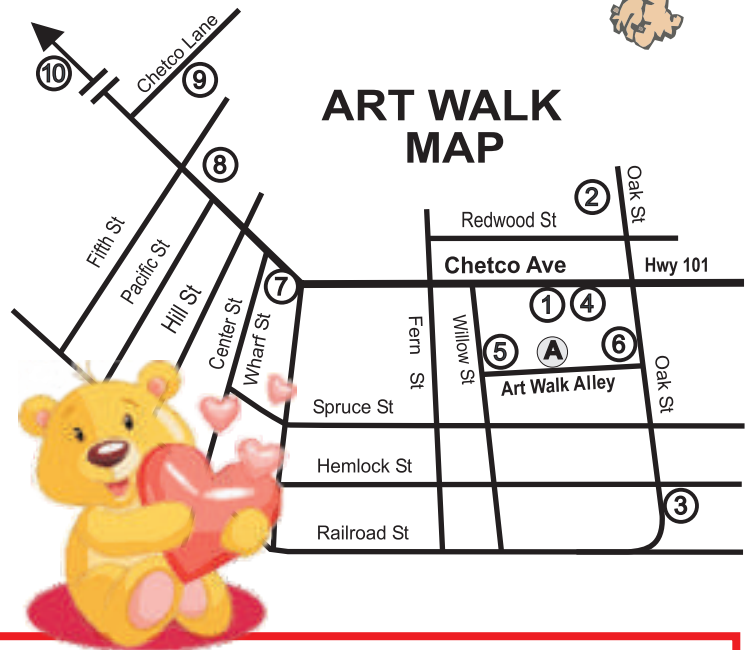 ART WALK
MAP
10
Chetco Lane
9
8
2
Oak St
Redwood St
Fifth St
Pacific St
Hill St
Center St
Wharf St
7
Chetco Ave
Hwy 101
1
4
Fern St
Willow St
5
A
6
Art Walk Alley
Oak St
Spruce St
Hemlock St
3
Railroad St